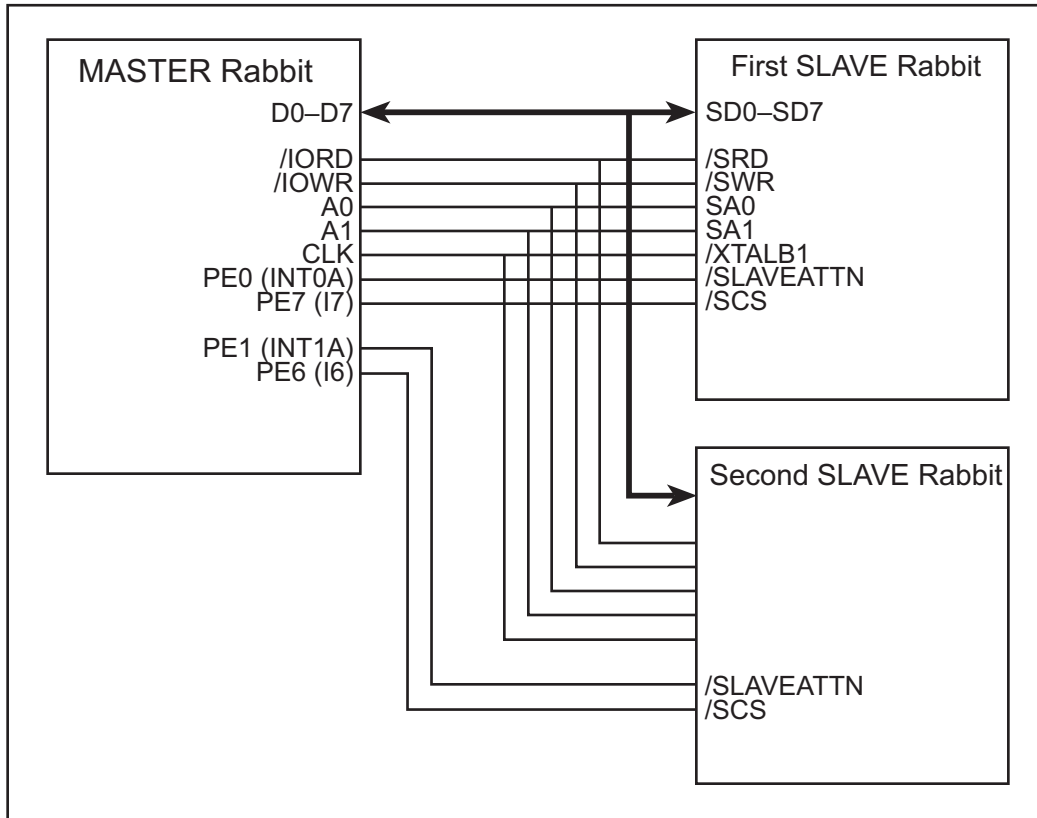 MASTER Rabbit
D0–D7
/IORD
/IOWR
A0
A1
CLK
PE0 (INT0A)
PE7 (I7)
PE1 (INT1A)
PE6 (I6)
First SLAVE Rabbit
SD0–SD7
/SRD
/SWR
SA0
SA1
/XTALB1
/SLAVEATTN
/SCS
Second SLAVE Rabbit
/SLAVEATTN
/SCS